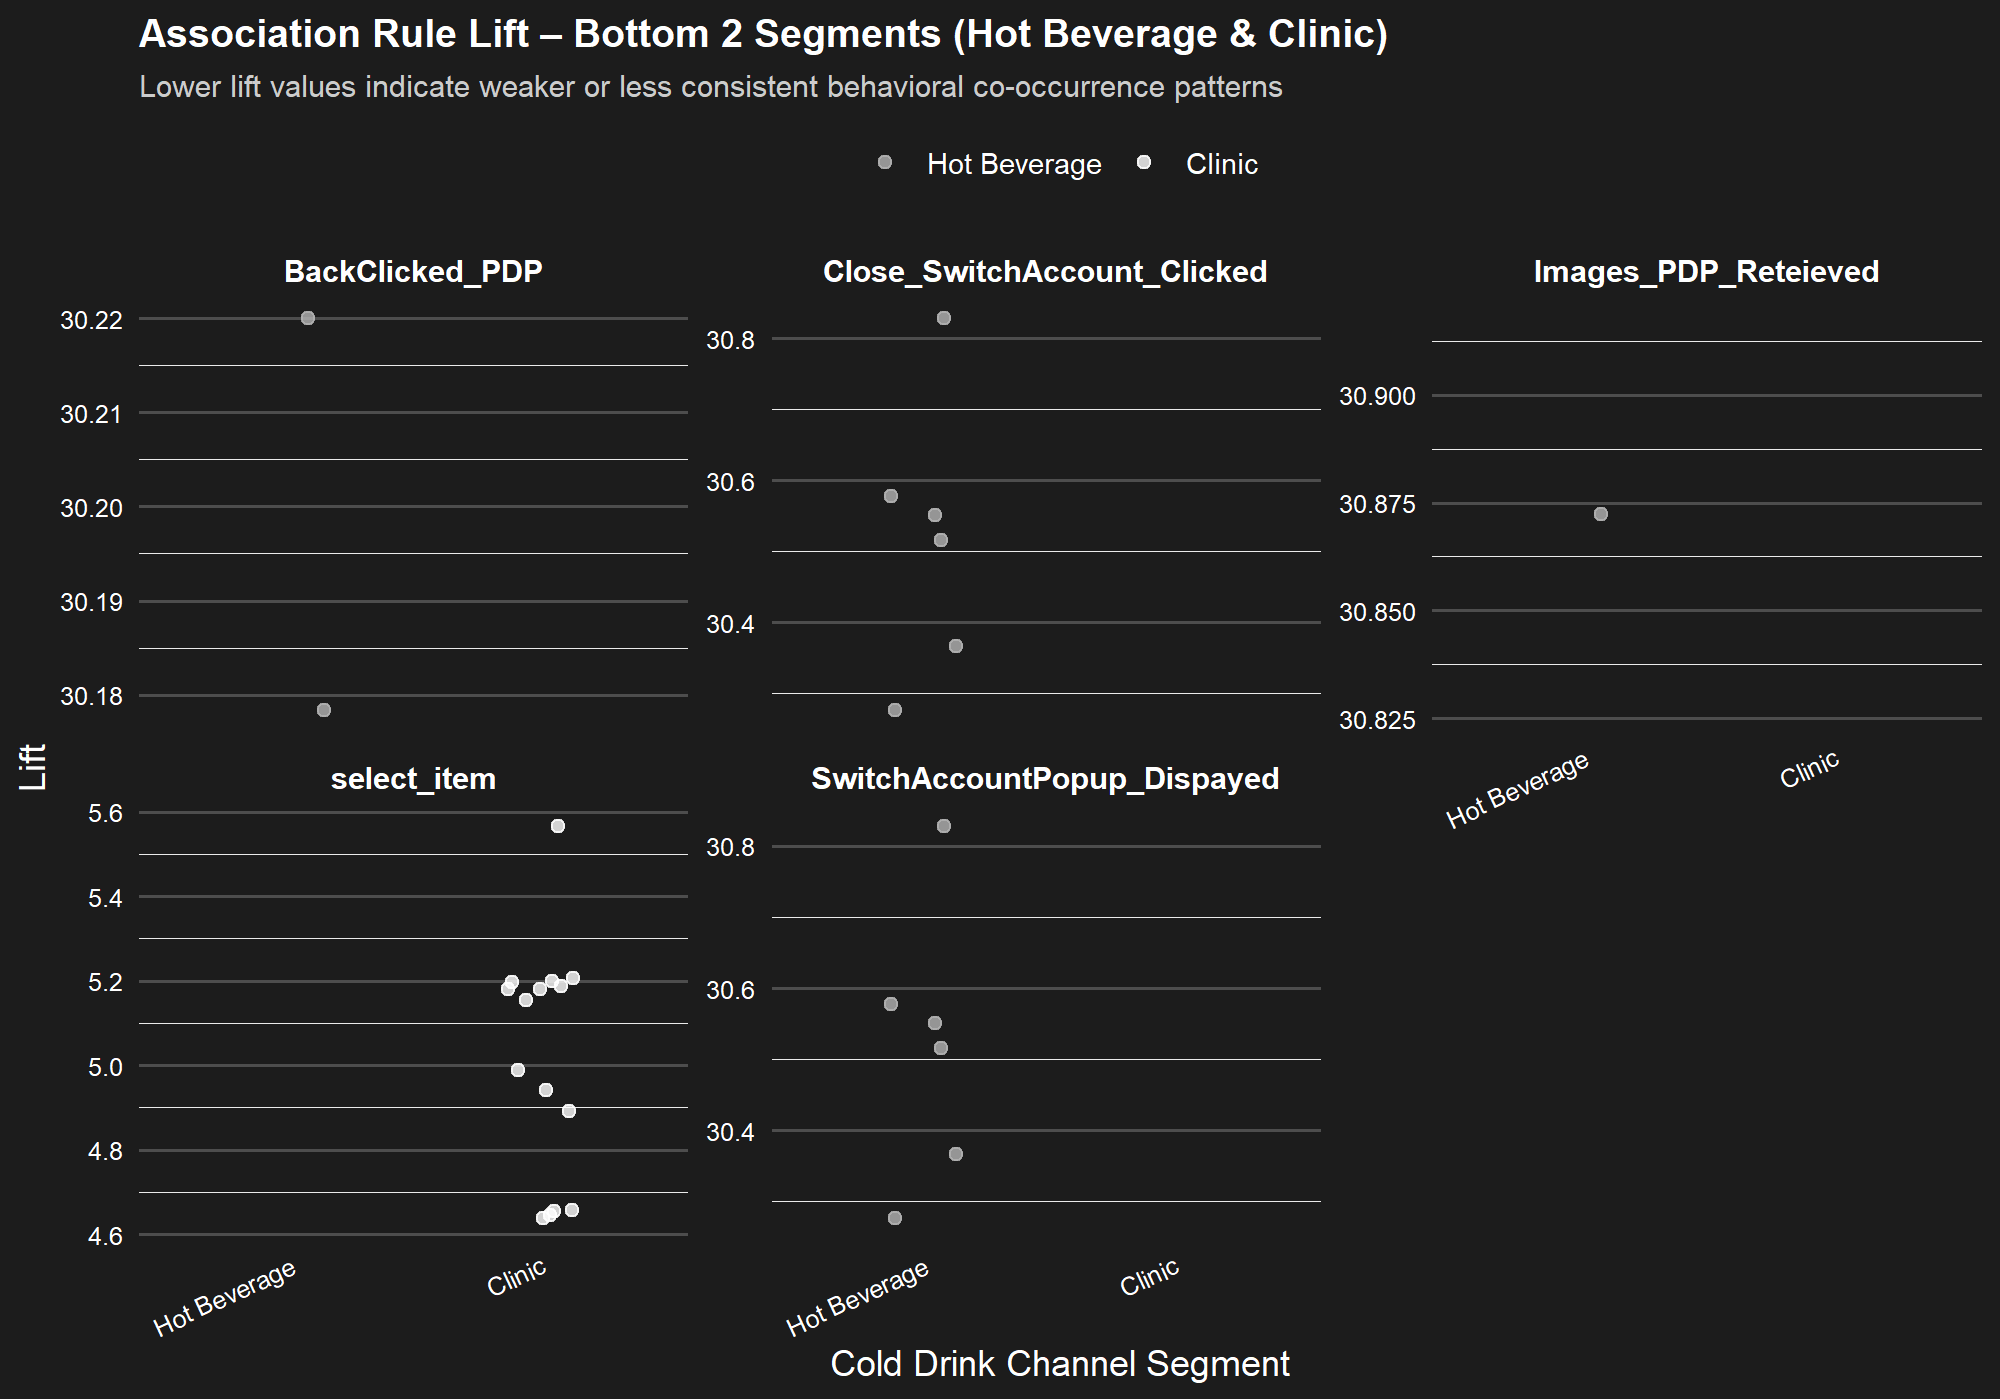 Association Rule Lift – Bottom 2 Segments (Hot Beverage & Clinic)
Lower lift values indicate weaker or less consistent behavioral co-occurrence patterns
Hot Beverage
Clinic
BackClicked_PDP
30.22
30.21
30.20
30.19
30.18
Close_SwitchAccount_Clicked
30.8
30.6
30.4
Images_PDP_Reteieved
30.900
30.875
30.850
30.825
Hot Beverage
Clinic
Lift
select_item
5.6
5.4
5.2
5.0
4.8
4.6
Hot Beverage
Clinic
SwitchAccountPopup_Dispayed
30.8
30.6
30.4
Hot Beverage
Clinic
Cold Drink Channel Segment